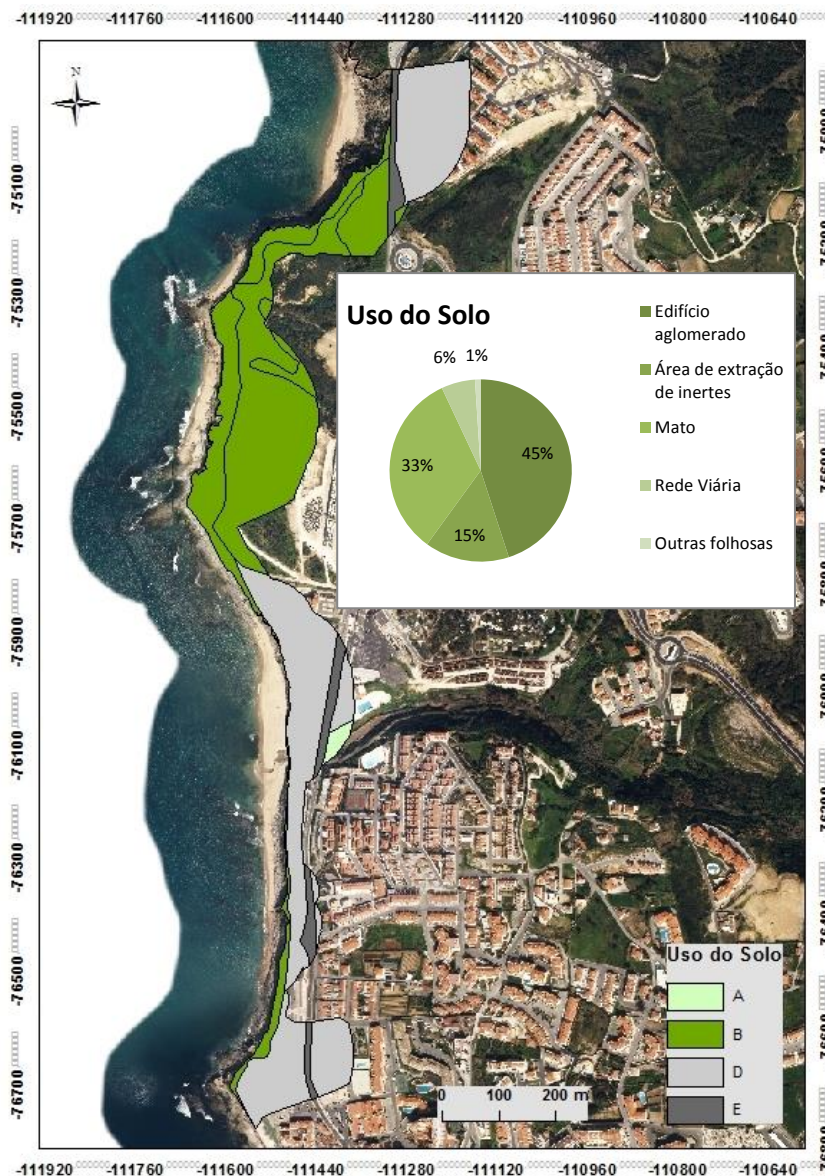 -111920 -111760 -111600 -111440 -111280 -111120 -110960 -110800 -110640
N
-75100
-75300
-75500
-75700
-75900
-76100
-76300
-76500
-76700
Uso do Solo
6% 1%
33%
45%
15%
Edifício
aglomerado
Área de extração
de inertes
Mato
Rede Viária
Outras folhosas
Uso do Solo
A
B
D
E
0 100 200 m
-111920 -111760 -111600 -111440 -111280 -111120 -110960 -110800 -110640